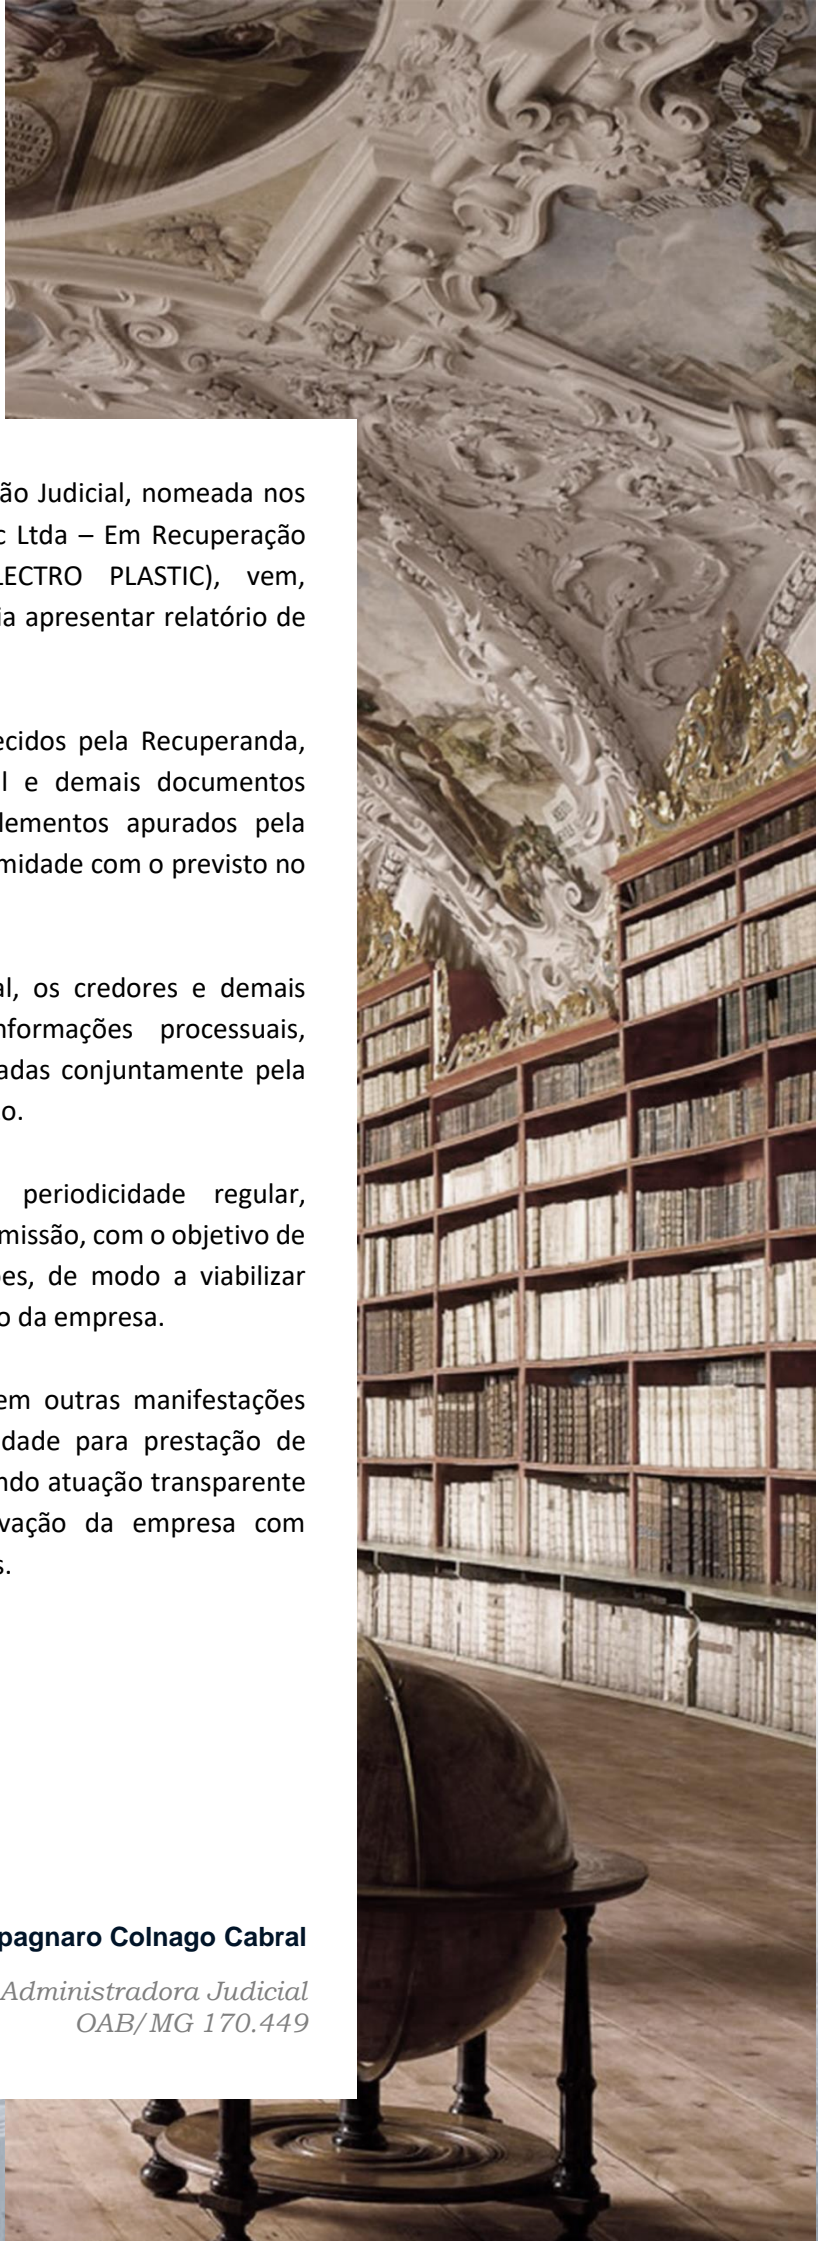 ão Judicial, nomeada nos
c Ltda – Em Recuperação
LECTRO PLASTIC), vem,
ia apresentar relatório de
ecidos pela Recuperanda,
l e demais documentos
lementos apurados pela
midade com o previsto no
al, os credores e demais
nformações processuais,
adas conjuntamente pela
o.
periodicidade regular,
missão, com o objetivo de
es, de modo a viabilizar
o da empresa.
em outras manifestações
dade para prestação de
ndo atuação transparente
vação da empresa com
s.
pagnaro Colnago Cabral
Administradora Judicial
OAB/MG 170.449